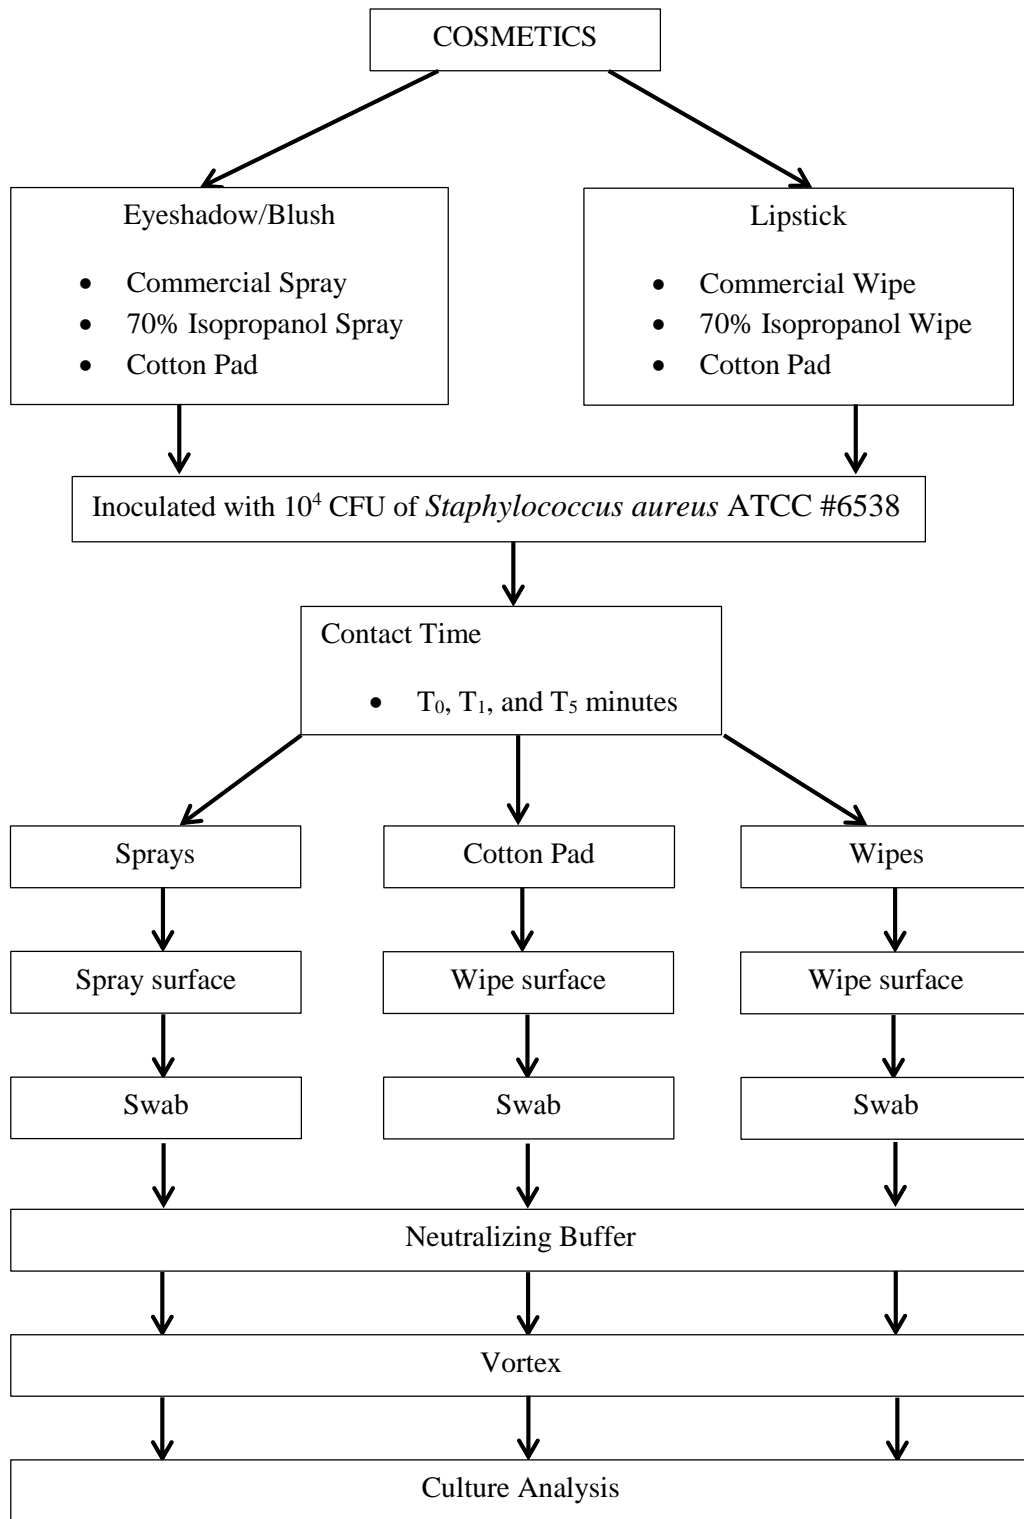 COSMETICS
Eyeshadow/Blush
• Commercial Spray
• 70% Isopropanol Spray
• Cotton Pad
Lipstick
• Commercial Wipe
• 70% Isopropanol Wipe
• Cotton Pad
Inoculated with 10⁴ CFU of Staphylococcus aureus ATCC #6538
Contact Time
• T₀, T₁, and T₅ minutes
Sprays
Cotton Pad
Wipes
Spray surface
Wipe surface
Wipe surface
Swab
Swab
Swab
Neutralizing Buffer
Vortex
Culture Analysis